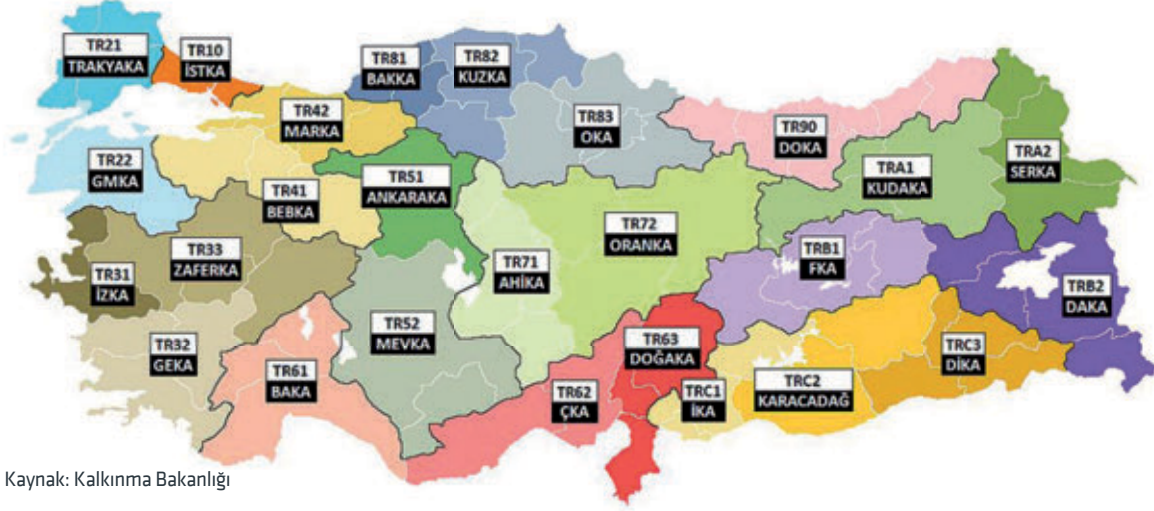 TR21
TRAKYAKA
TR10
İSTKA
TR81
BAKKA
TR82
KUZKA
TR42
MARKA
TR83
OKA
TR90
DOKA
TRA1
KUDAKA
TRA2
SERKA
TR22
GMKA
TR41
BEBKA
TR51
ANKARAKA
TR72
ORANKA
TR33
ZAFERKA
TR31
İZKA
TR71
AHİKA
TRB1
FKA
TRB2
DAKA
TR32
GEKA
TR52
MEVKA
TR61
BAKA
TR63
DOĞAKA
TR62
ÇKA
TRC1
İKA
TRC2
KARACADAĞ
TRC3
DİKA
Kaynak: Kalkınma Bakanlığı